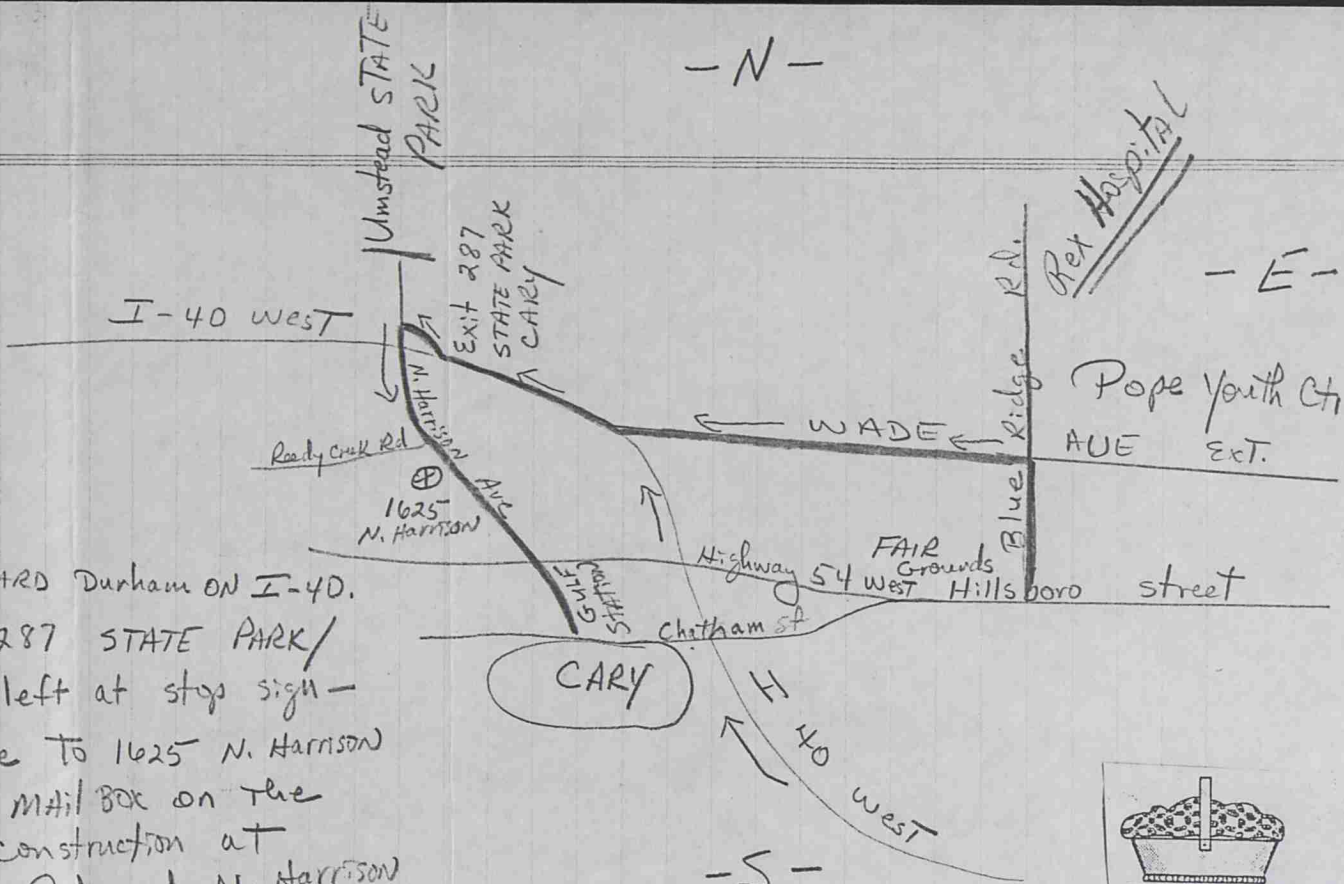 - N -
Umstead STATE
PARK
Rex Hospital
- E -
Exit 287
STATE PARK
CARY
I-40 West
Blue Ridge Rd.
Pope Youth
WADE
AVE EXT.
N. Harrison Ave
Reedy Creek Rd
1625
N. Harrison
Highway 54 West
FAIR
Grounds
Hillsboro street
GULF
STATION
Chatham St
CARY
Durham ON I-40.
287 STATE PARK/
left at stop sign -
To 1625 N. Harrison
MAil BOX on The
construction aT
N. Harrison
40
west
- S -